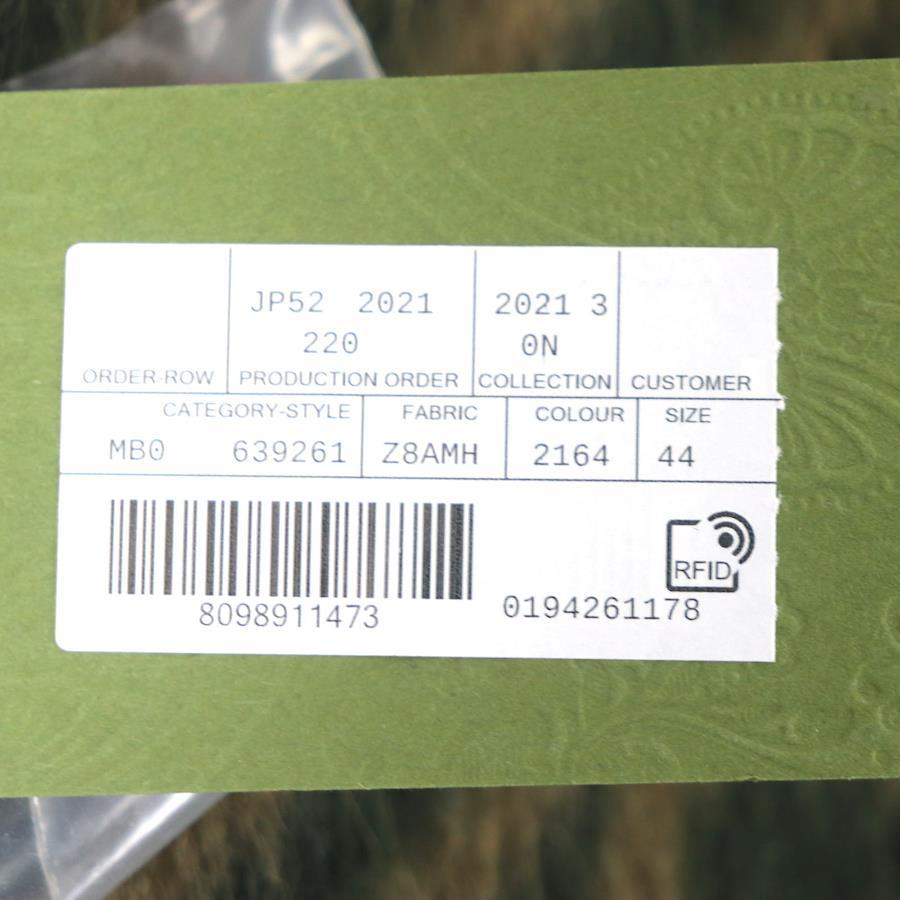 JP52 2021
220
2021 3
0N
ORDER-ROW
PRODUCTION ORDER
COLLECTION
CUSTOMER
CATEGORY-STYLE
FABRIC
COLOUR
SIZE
MB0 639261
Z8AMH
2164
44
RFID
8098911473
0194261178